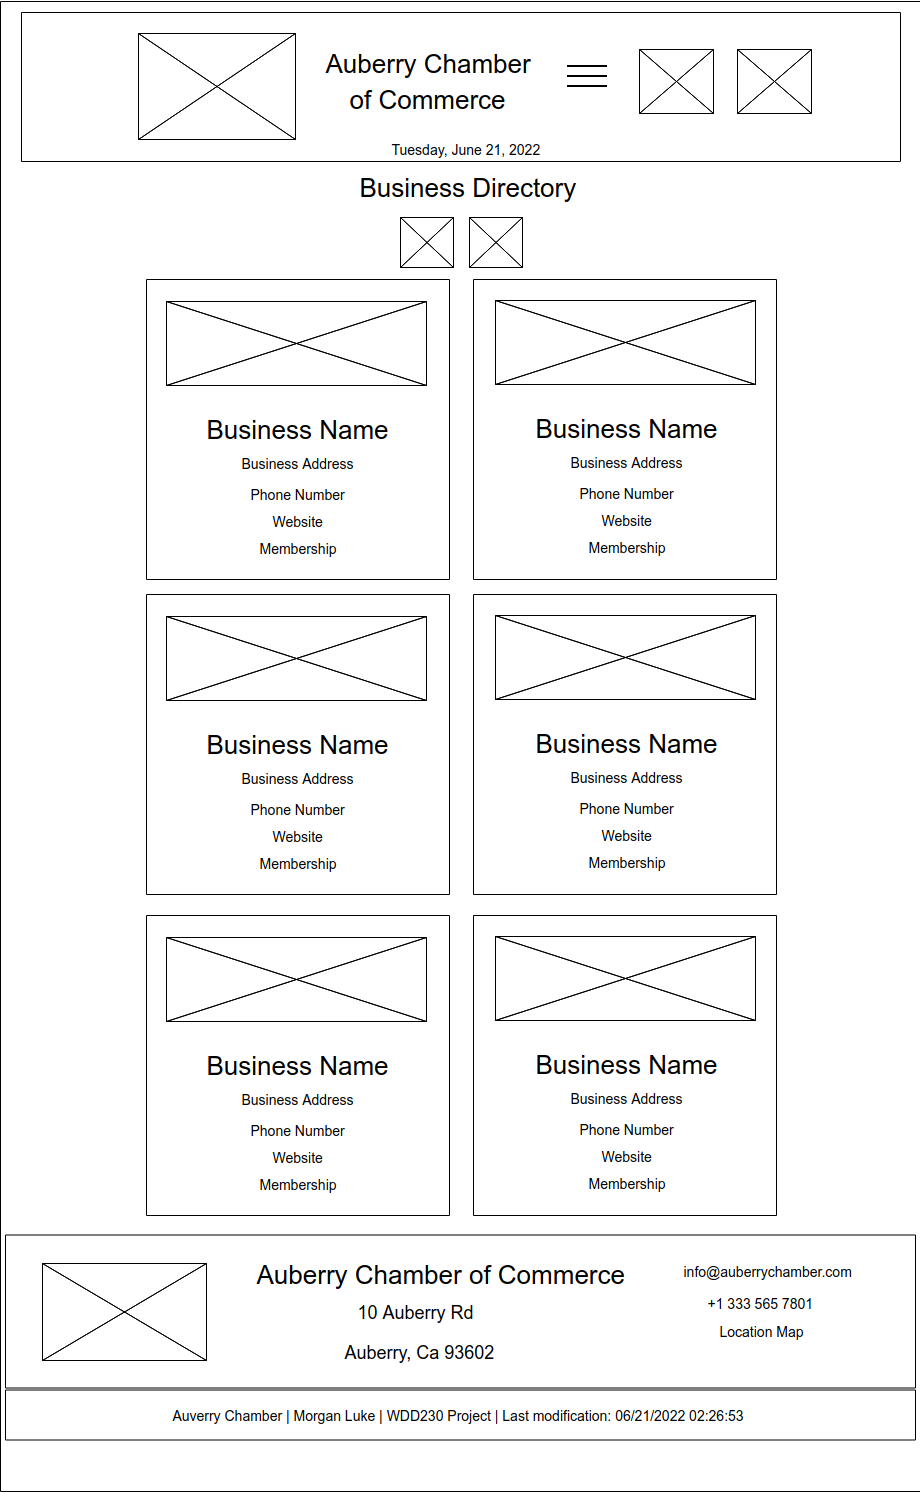 Auberry Chamber
of Commerce
Tuesday, June 21, 2022
Business Directory
Business Name
Business Address
Phone Number
Website
Membership
Business Name
Business Address
Phone Number
Website
Membership
Business Name
Business Address
Phone Number
Website
Membership
Business Name
Business Address
Phone Number
Website
Membership
Business Name
Business Address
Phone Number
Website
Membership
Business Name
Business Address
Phone Number
Website
Membership
Auberry Chamber of Commerce
10 Auberry Rd
Auberry, Ca 93602
info@auberrychamber.com
+1 333 565 7801
Location Map
Auverry Chamber | Morgan Luke | WDD230 Project | Last modification: 06/21/2022 02:26:53